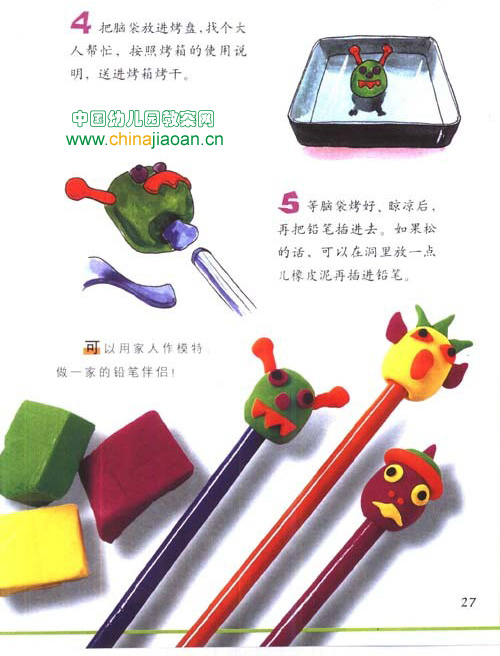 4 把脑袋放进烤盘,找个大
人帮忙，按照烤箱的使用说
明，送进烤箱烤干。
中国幼儿园教案网
www.chinajiaoan.cn
5 等脑袋烤好、晾凉后，
再把铅笔插进去。如果松
的话，可以在洞里放一点
儿橡皮泥再插进铅笔。
可以用家人作模特，
做一家的铅笔伴侣！
27